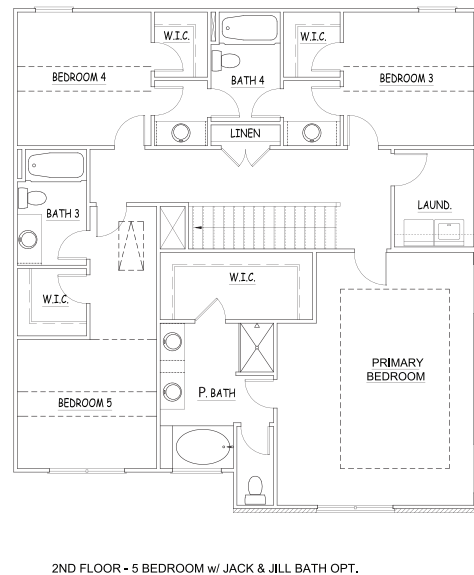 W.I.C.
W.I.C.
BEDROOM 4
BATH 4
BEDROOM 3
LINEN
BATH 3
LAUND.
W.I.C.
W.I.C.
PRIMARY
BEDROOM
P. BATH
BEDROOM 5
2ND FLOOR - 5 BEDROOM w/ JACK & JILL BATH OPT.